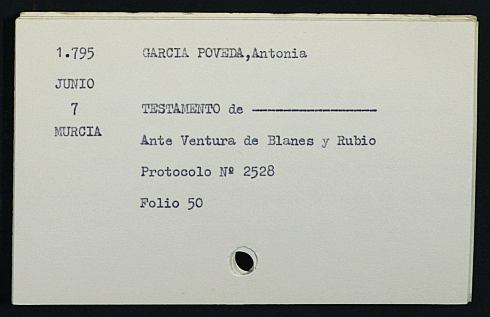 1.795 GARCIA POVEDA,Antonia
JUNIO
7 TESTAMENTO de ----------------
MURCIA
Ante Ventura de Blanes y Rubio
Protocolo Nº 2528
Folio 50